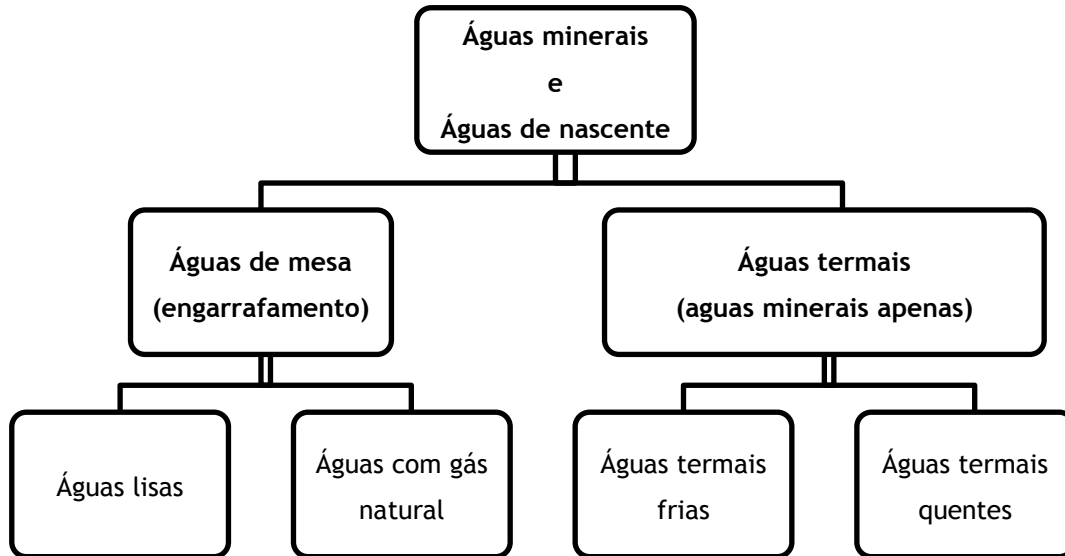 Águas minerais
e
Águas de nascente
Águas de mesa
(engarrafamento)
Águas termais
(aguas minerais apenas)
Águas lisas
Águas com gás
natural
Águas termais
frias
Águas termais
quentes